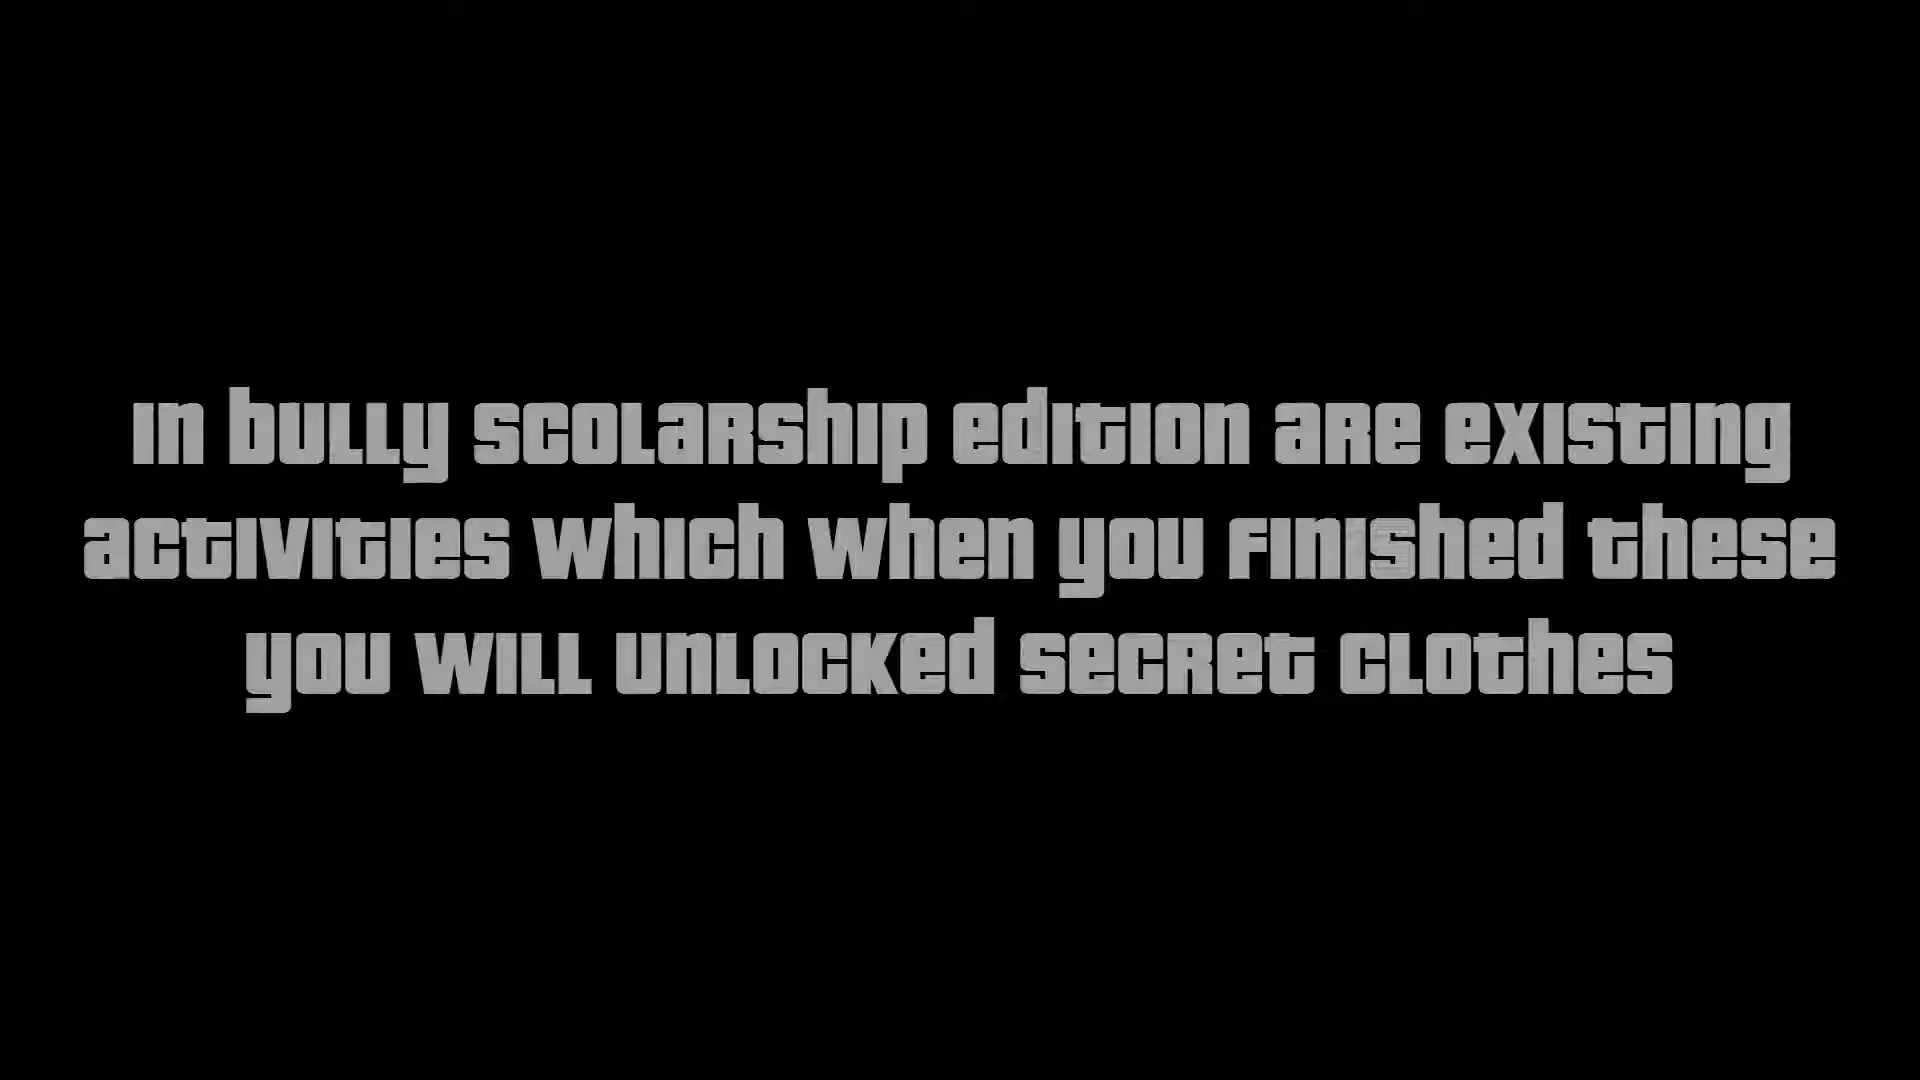 In bully scolarship edition are existing
activities which when you finished these
you will unlocked secret clothes